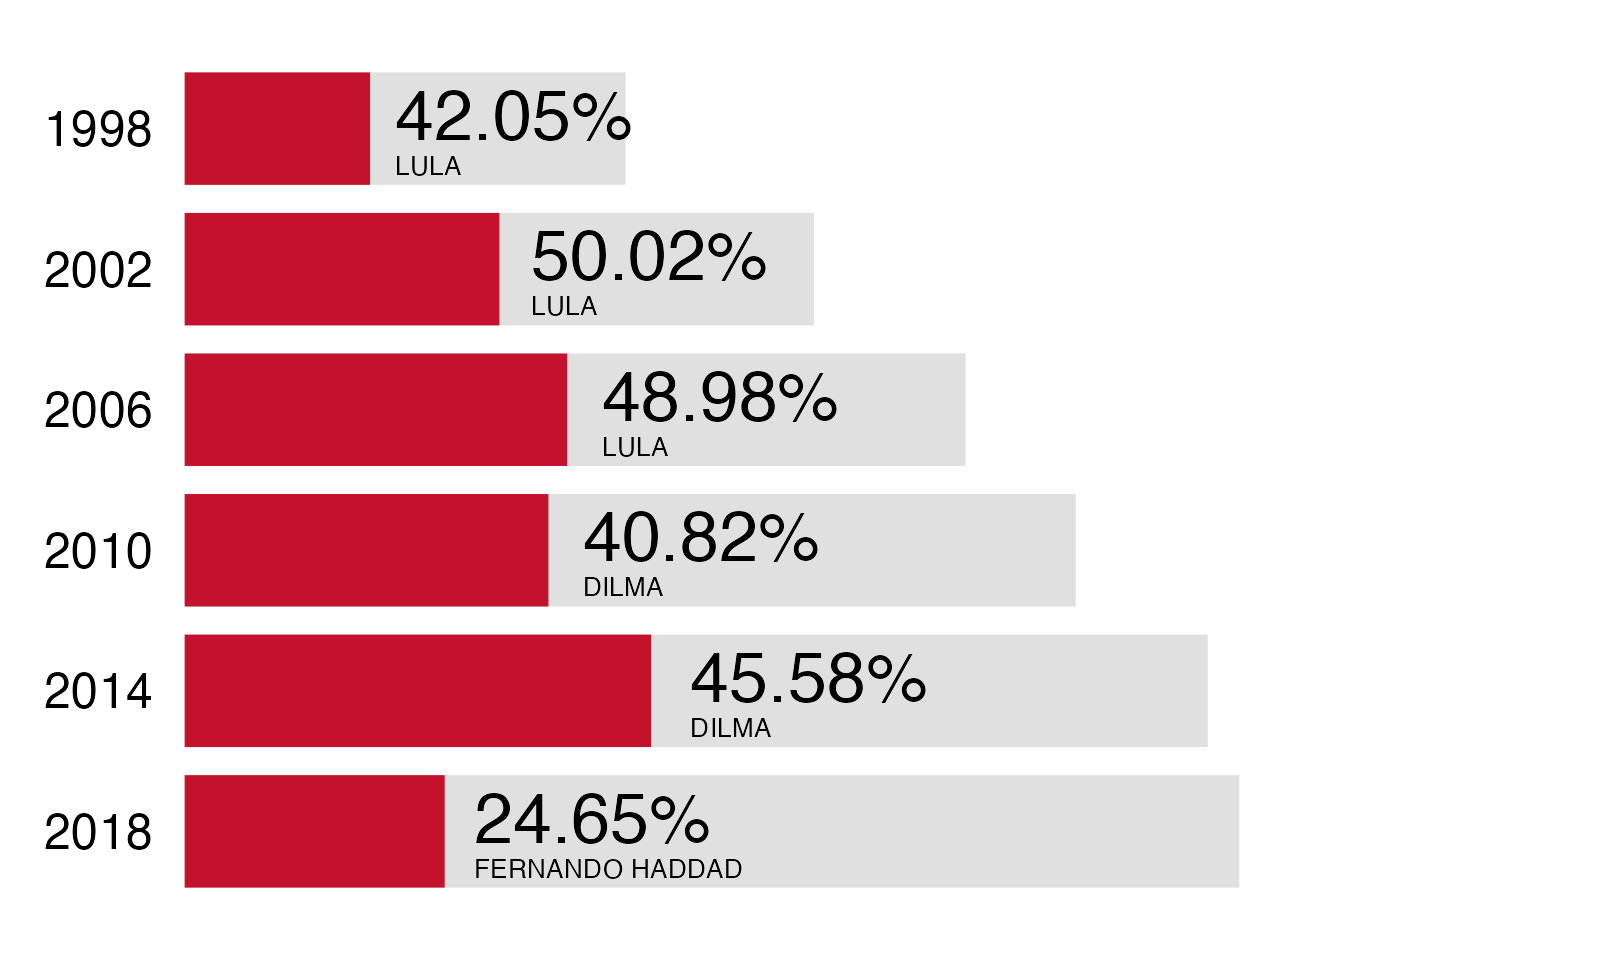 1998
42.05%
LULA
2002
50.02%
LULA
2006
48.98%
LULA
2010
40.82%
DILMA
2014
45.58%
DILMA
2018
24.65%
FERNANDO HADDAD